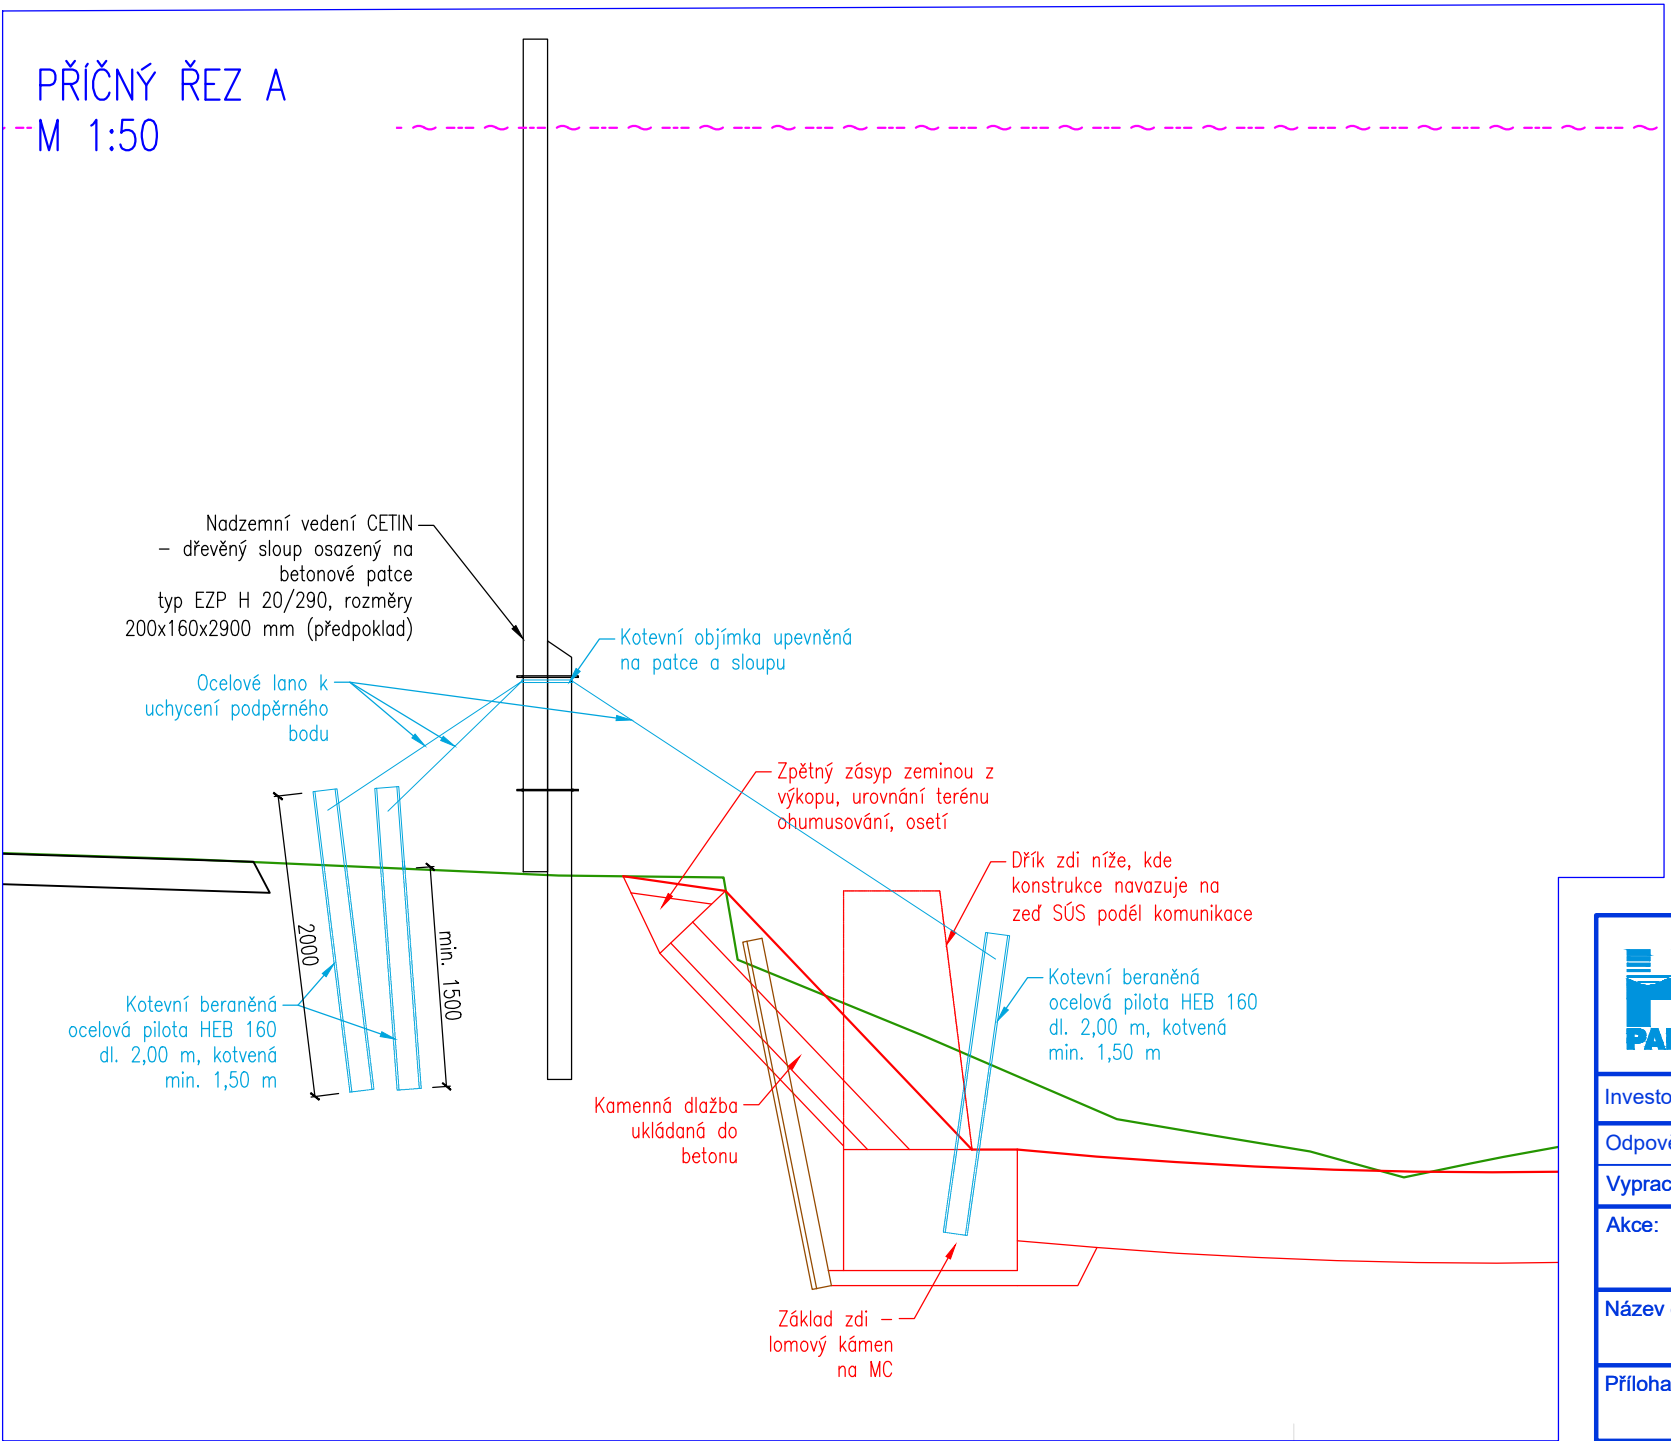 PŘÍČNÝ ŘEZ A
M 1:50
Nadzemní vedení CETIN
– dřevěný sloup osazený na
betonové patce
typ EZP H 20/290, rozměry
200x160x2900 mm (předpoklad)
Kotevní objímka upevněná
na patce a sloupu
Ocelové lano k
uchycení podpěrného
bodu
Zpětný zásyp zeminou z
výkopu, urovnání terénu
ohumusování, osetí
Dřík zdi níže, kde
konstrukce navazuje na
zeď SÚS podél komunikace
2000
min. 1500
Kotevní beraněná
ocelová pilota HEB 160
dl. 2,00 m, kotvená
min. 1,50 m
Kotevní beraněná
ocelová pilota HEB 160
dl. 2,00 m, kotvená
min. 1,50 m
Kamenná dlažba
ukládaná do
betonu
Základ zdi –
lomový kámen
na MC
Investo
Odpově
Vyprac
Akce:
Název
Příloha